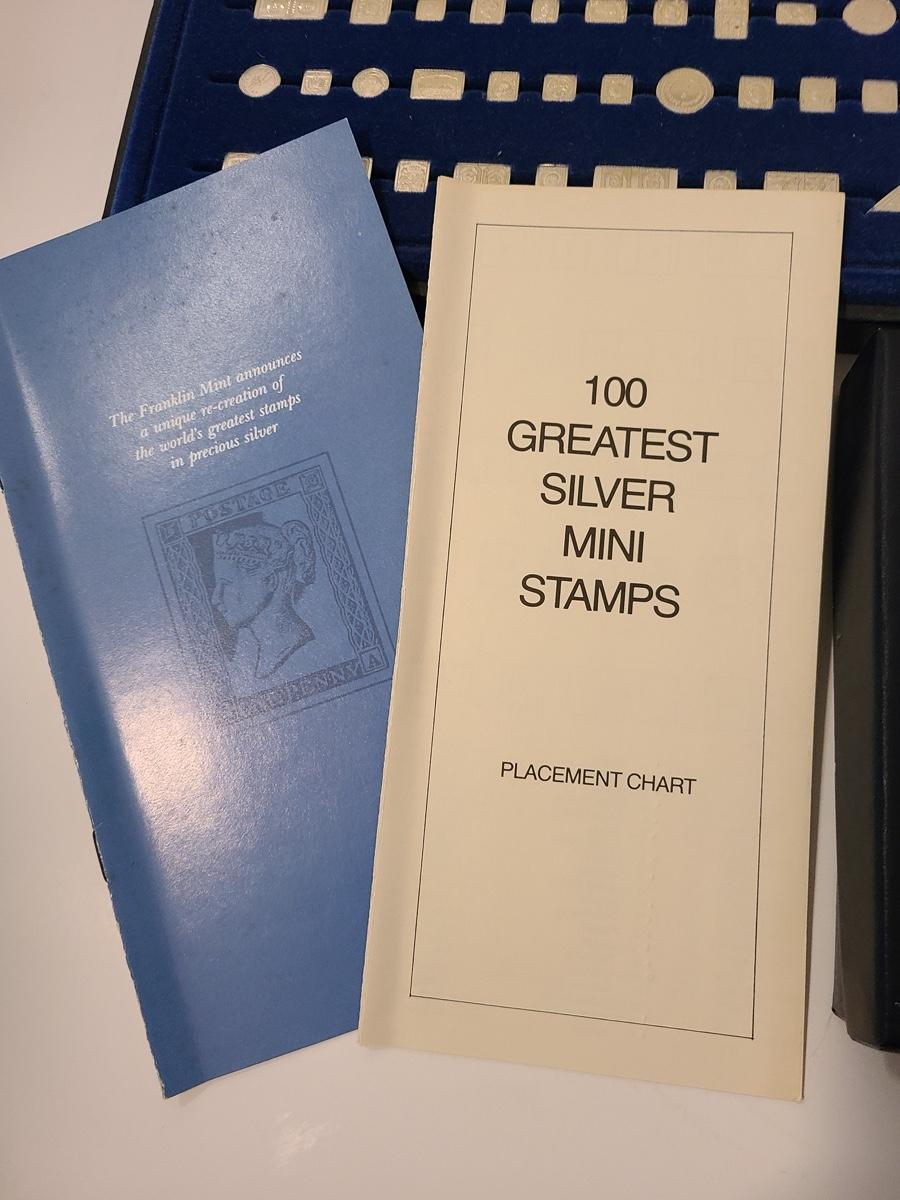 The Franklin Mint announces
a unique re-creation of
the world's greatest stamps
in precious silver
POSTAGE
PENNY A
100
GREATEST
SILVER
MINI
STAMPS
PLACEMENT CHART